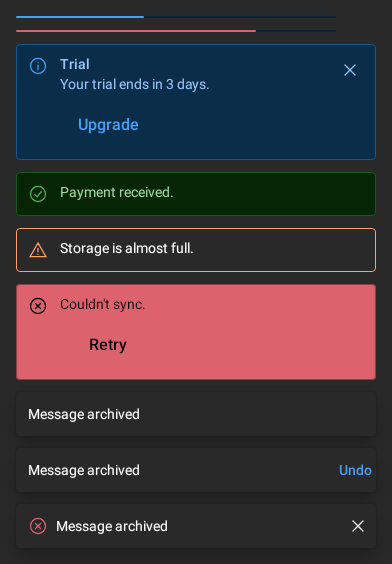 Trial
Your trial ends in 3 days.
Upgrade
Payment received.
Storage is almost full.
Couldn't sync.
Retry
Message archived
Message archived
Undo
Message archived